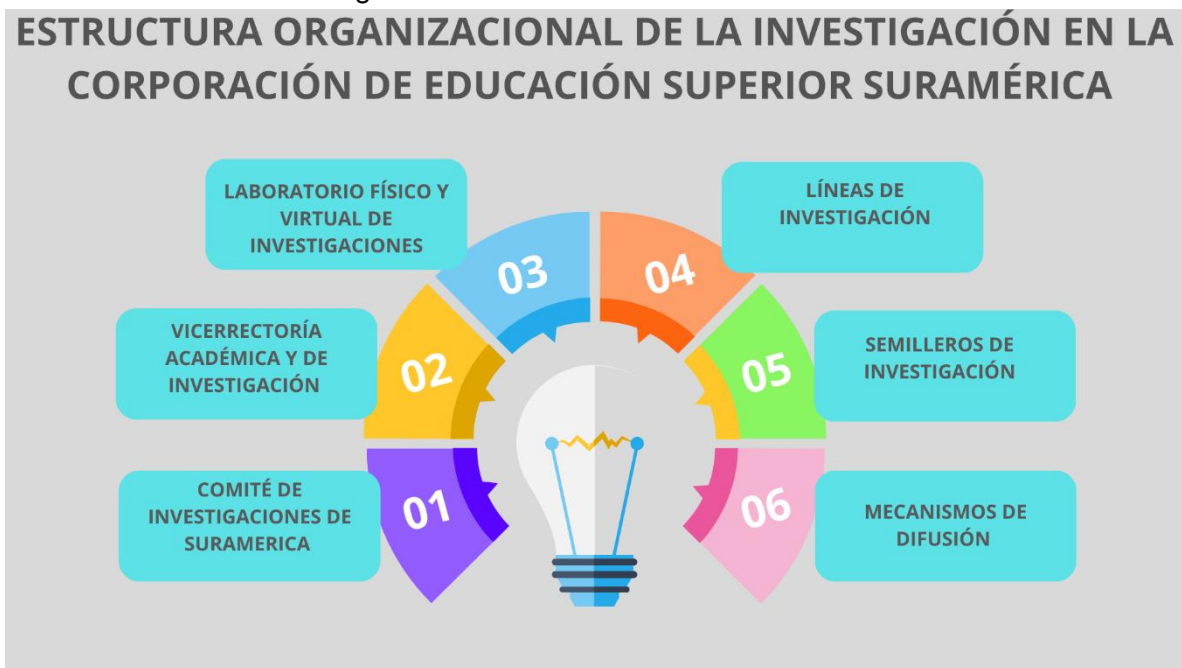 ESTRUCTURA ORGANIZACIONAL DE LA INVESTIGACIÓN EN LA
CORPORACIÓN DE EDUCACIÓN SUPERIOR SURAMÉRICA
LABORATORIO FÍSICO Y
VIRTUAL DE
INVESTIGACIONES
LÍNEAS DE
INVESTIGACIÓN
03
04
VICERRECTORÍA
ACADÉMICA Y DE
INVESTIGACIÓN
02
05
SEMILLEROS DE
INVESTIGACIÓN
COMITÉ DE
INVESTIGACIONES DE
SURAMERICA
01
06
MECANISMOS DE
DIFUSIÓN